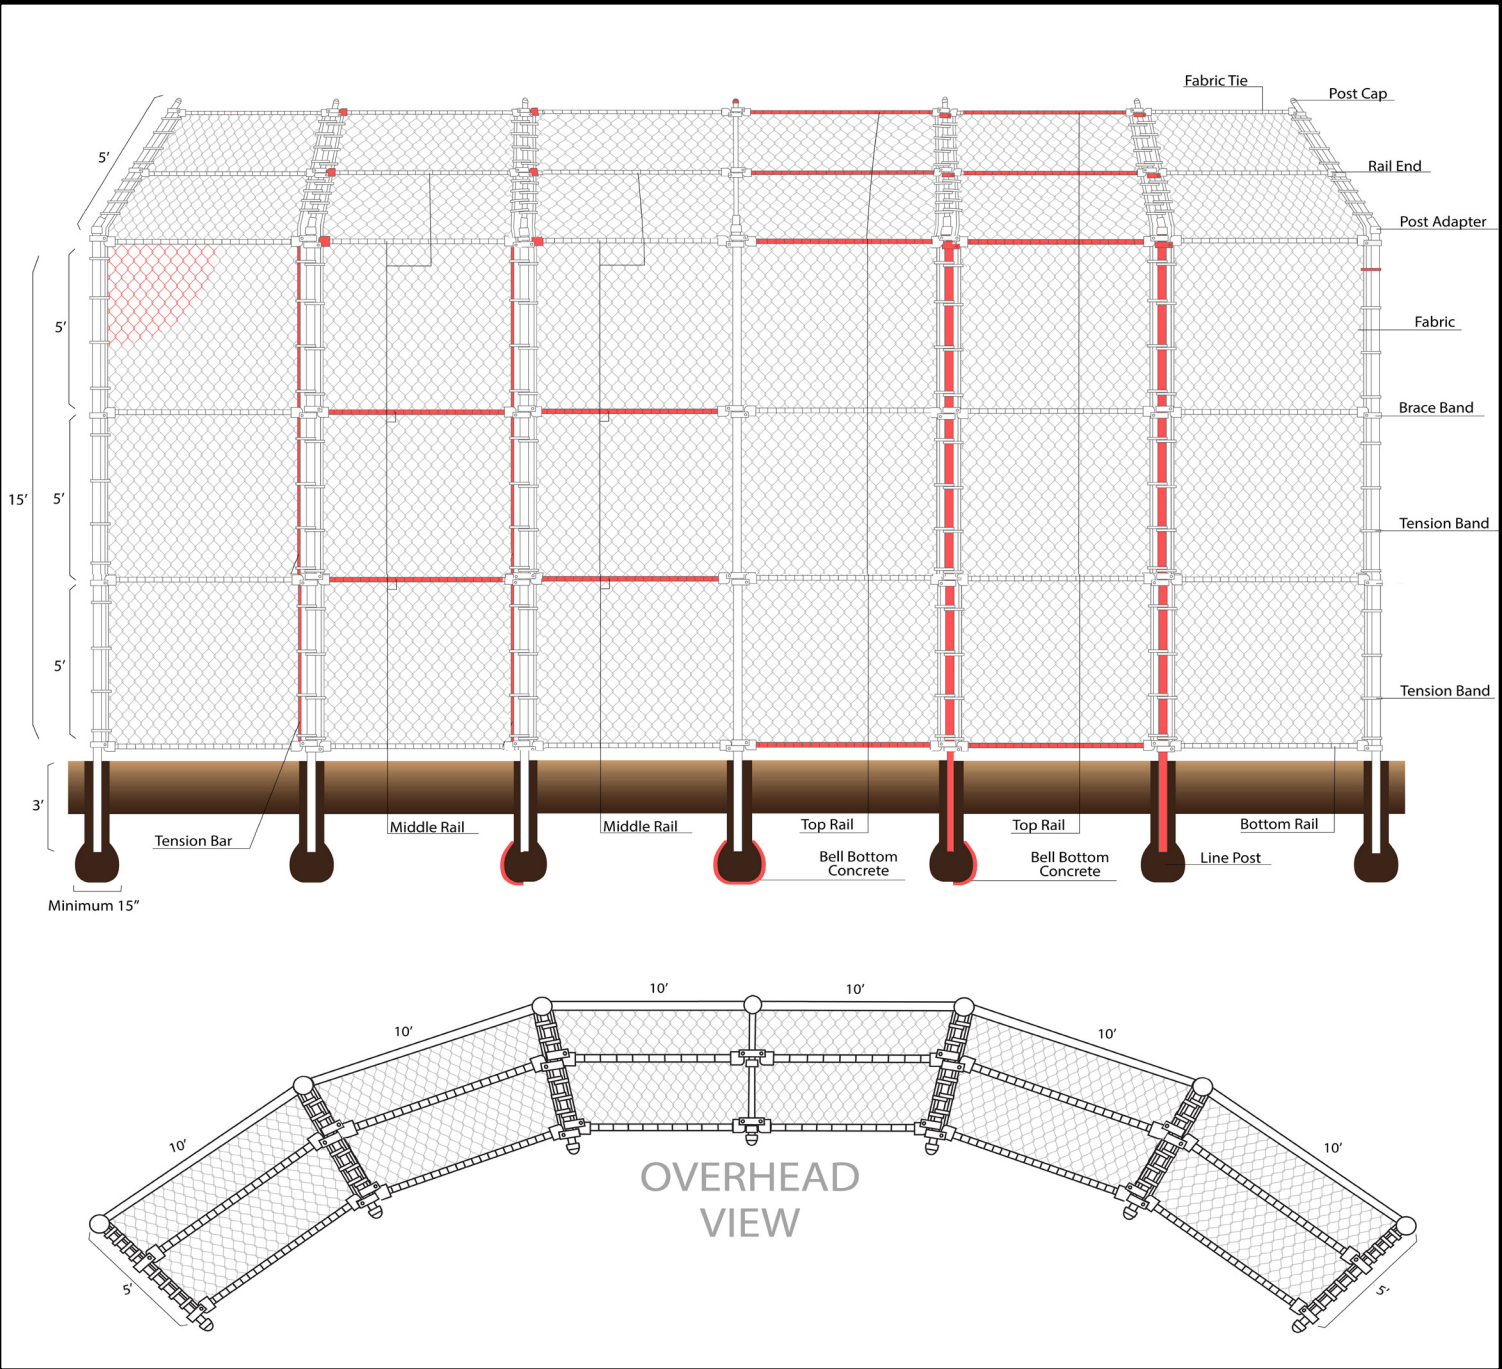 Fabric Tie
Post Cap
5’
Rail End
Post Adapter
5’
Fabric
Brace Band
15’
5’
Tension Band
5’
Tension Band
3’
Tension Bar
Middle Rail
Middle Rail
Top Rail
Top Rail
Bottom Rail
Bell Bottom
Concrete
Bell Bottom
Concrete
Line Post
Minimum 15”
10’
10’
10’
10’
10’
10’
OVERHEAD
VIEW
5’
5’